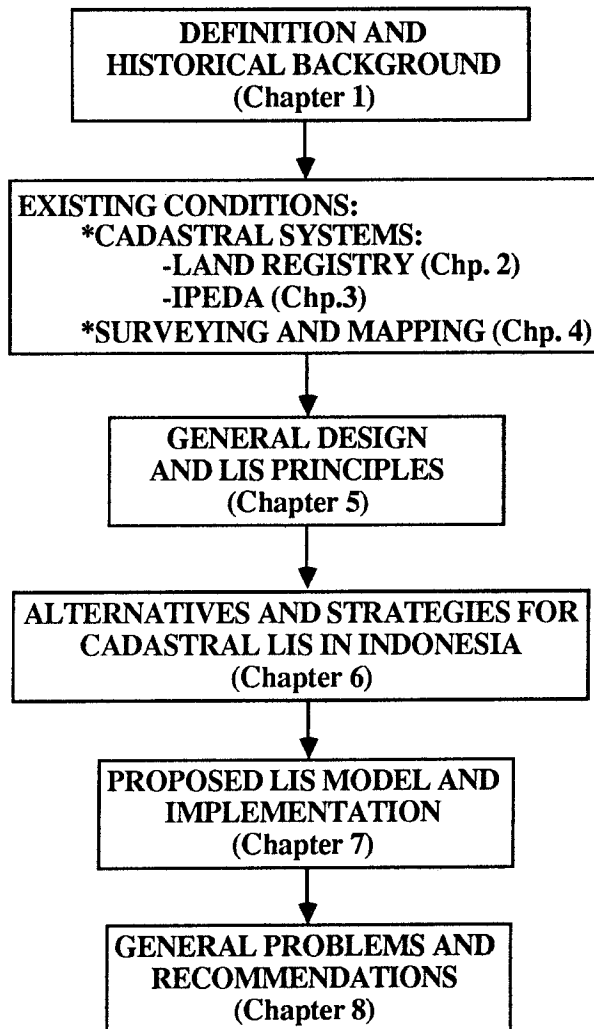 DEFINITION AND
HISTORICAL BACKGROUND
(Chapter 1)
EXISTING CONDITIONS:
*CADASTRAL SYSTEMS:
-LAND REGISTRY (Chp. 2)
-IPEDA (Chp.3)
*SURVEYING AND MAPPING (Chp. 4)
GENERAL DESIGN
AND LIS PRINCIPLES
(Chapter 5)
ALTERNATIVES AND STRATEGIES FOR
CADASTRAL LIS IN INDONESIA
(Chapter 6)
PROPOSED LIS MODEL AND
IMPLEMENTATION
(Chapter 7)
GENERAL PROBLEMS AND
RECOMMENDATIONS
(Chapter 8)